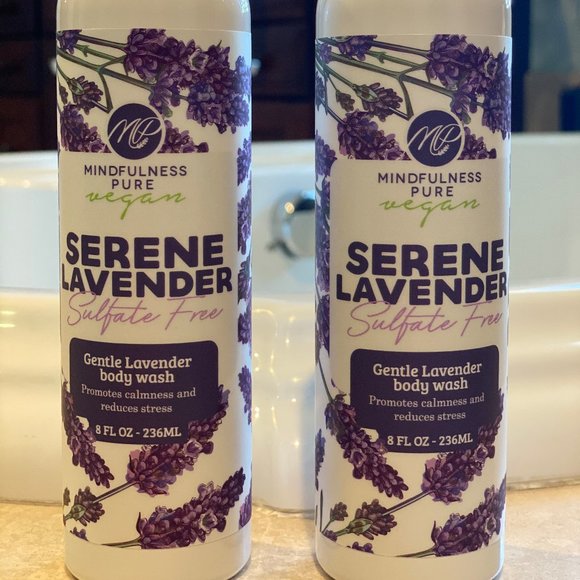 MP
MINDFULNESS
PURE
vegan
SERENE
LAVENDER
Sulfate Free
Gentle Lavender
body wash
Promotes calmness and
reduces stress
8 FL OZ - 236ML
MP
MINDFULNESS
PURE
vegan
SERENE
LAVENDER
Sulfate Free
Gentle Lavender
body wash
Promotes calmness and
reduces stress
8 FL OZ - 236ML